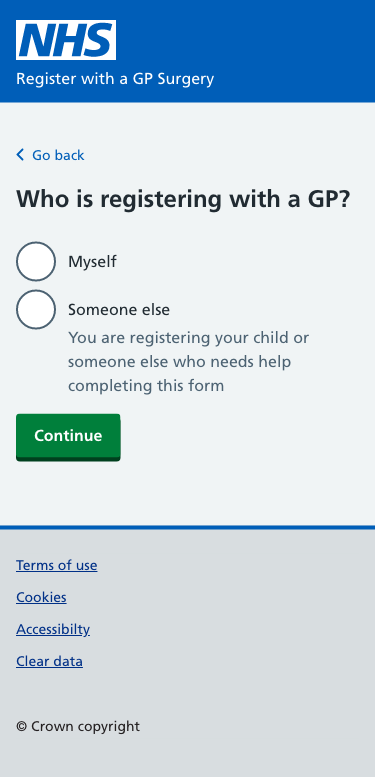 NHS
Register with a GP Surgery
Go back
Who is registering with a GP?
Myself
Someone else
You are registering your child or
someone else who needs help
completing this form
Continue
Terms of use
Cookies
Accessibilty
Clear data
© Crown copyright